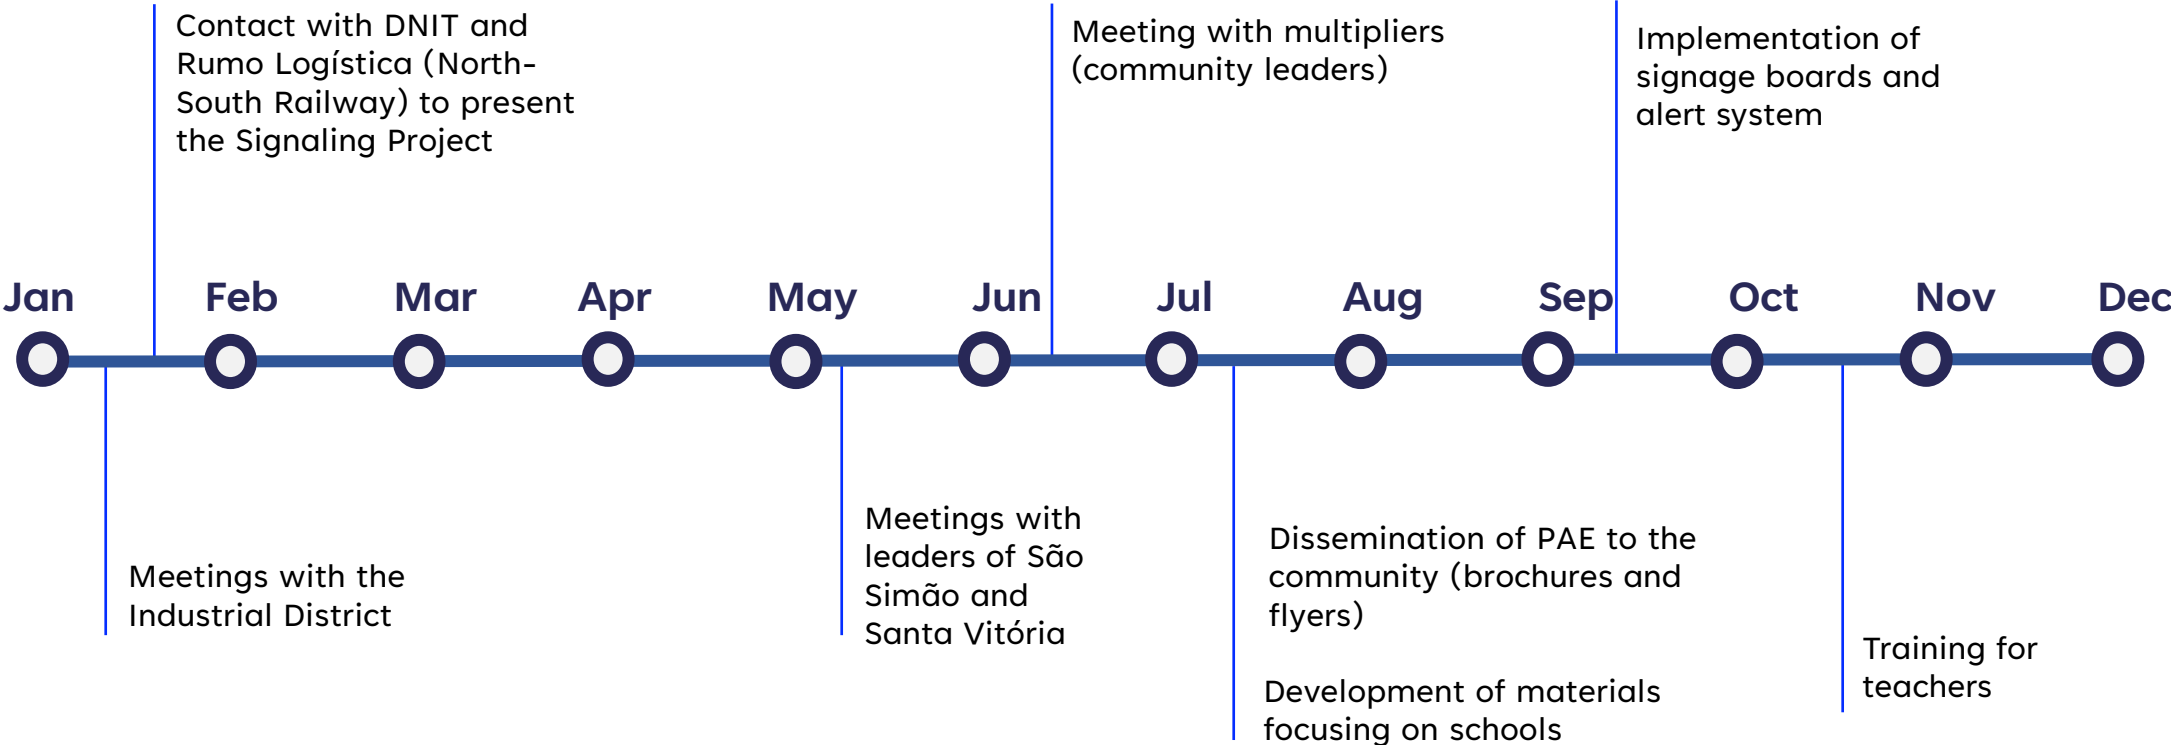 Contact with DNIT and
Rumo Logística (North-
South Railway) to present
the Signaling Project
Meeting with multipliers
(community leaders)
Implementation of
signage boards and
alert system
Jan Feb Mar Apr May Jun Jul Aug Sep Oct Nov Dec
Meetings with the
Industrial District
Meetings with
leaders of São
Simão and
Santa Vitória
Dissemination of PAE to the
community (brochures and
flyers)
Development of materials
focusing on schools
Training for
teachers